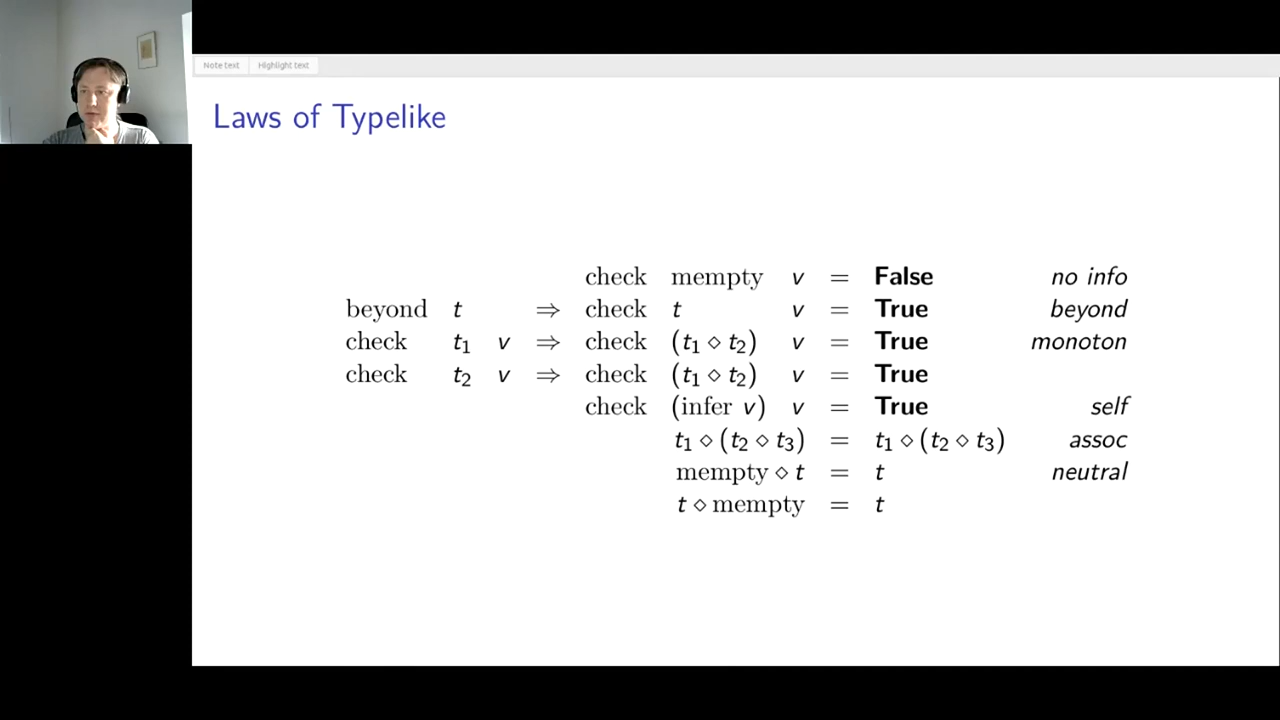 Note text Highlight text
Laws of Typelike
check mempty v = False no info
beyond t ⇒ check t v = True beyond
check t₁ v ⇒ check (t₁ ⋄ t₂) v = True monoton
check t₂ v ⇒ check (t₁ ⋄ t₂) v = True
check (infer v) v = True self
t₁ ⋄ (t₂ ⋄ t₃) = t₁ ⋄ (t₂ ⋄ t₃) assoc
mempty ⋄ t = t neutral
t ⋄ mempty = t